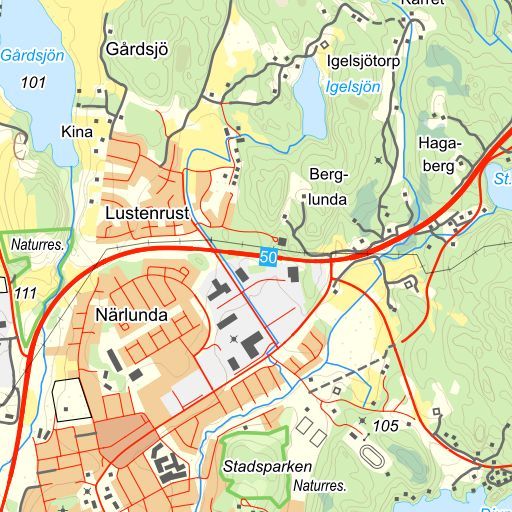 Kärret
Gårdsjö
Gårdsjön
101
Igelsjötorp
Igelsjön
Kina
Haga-
berg
Berg-
lunda
St.
Lustenrust
Naturres.
50
111
Närlunda
105
Stadsparken
Naturres.